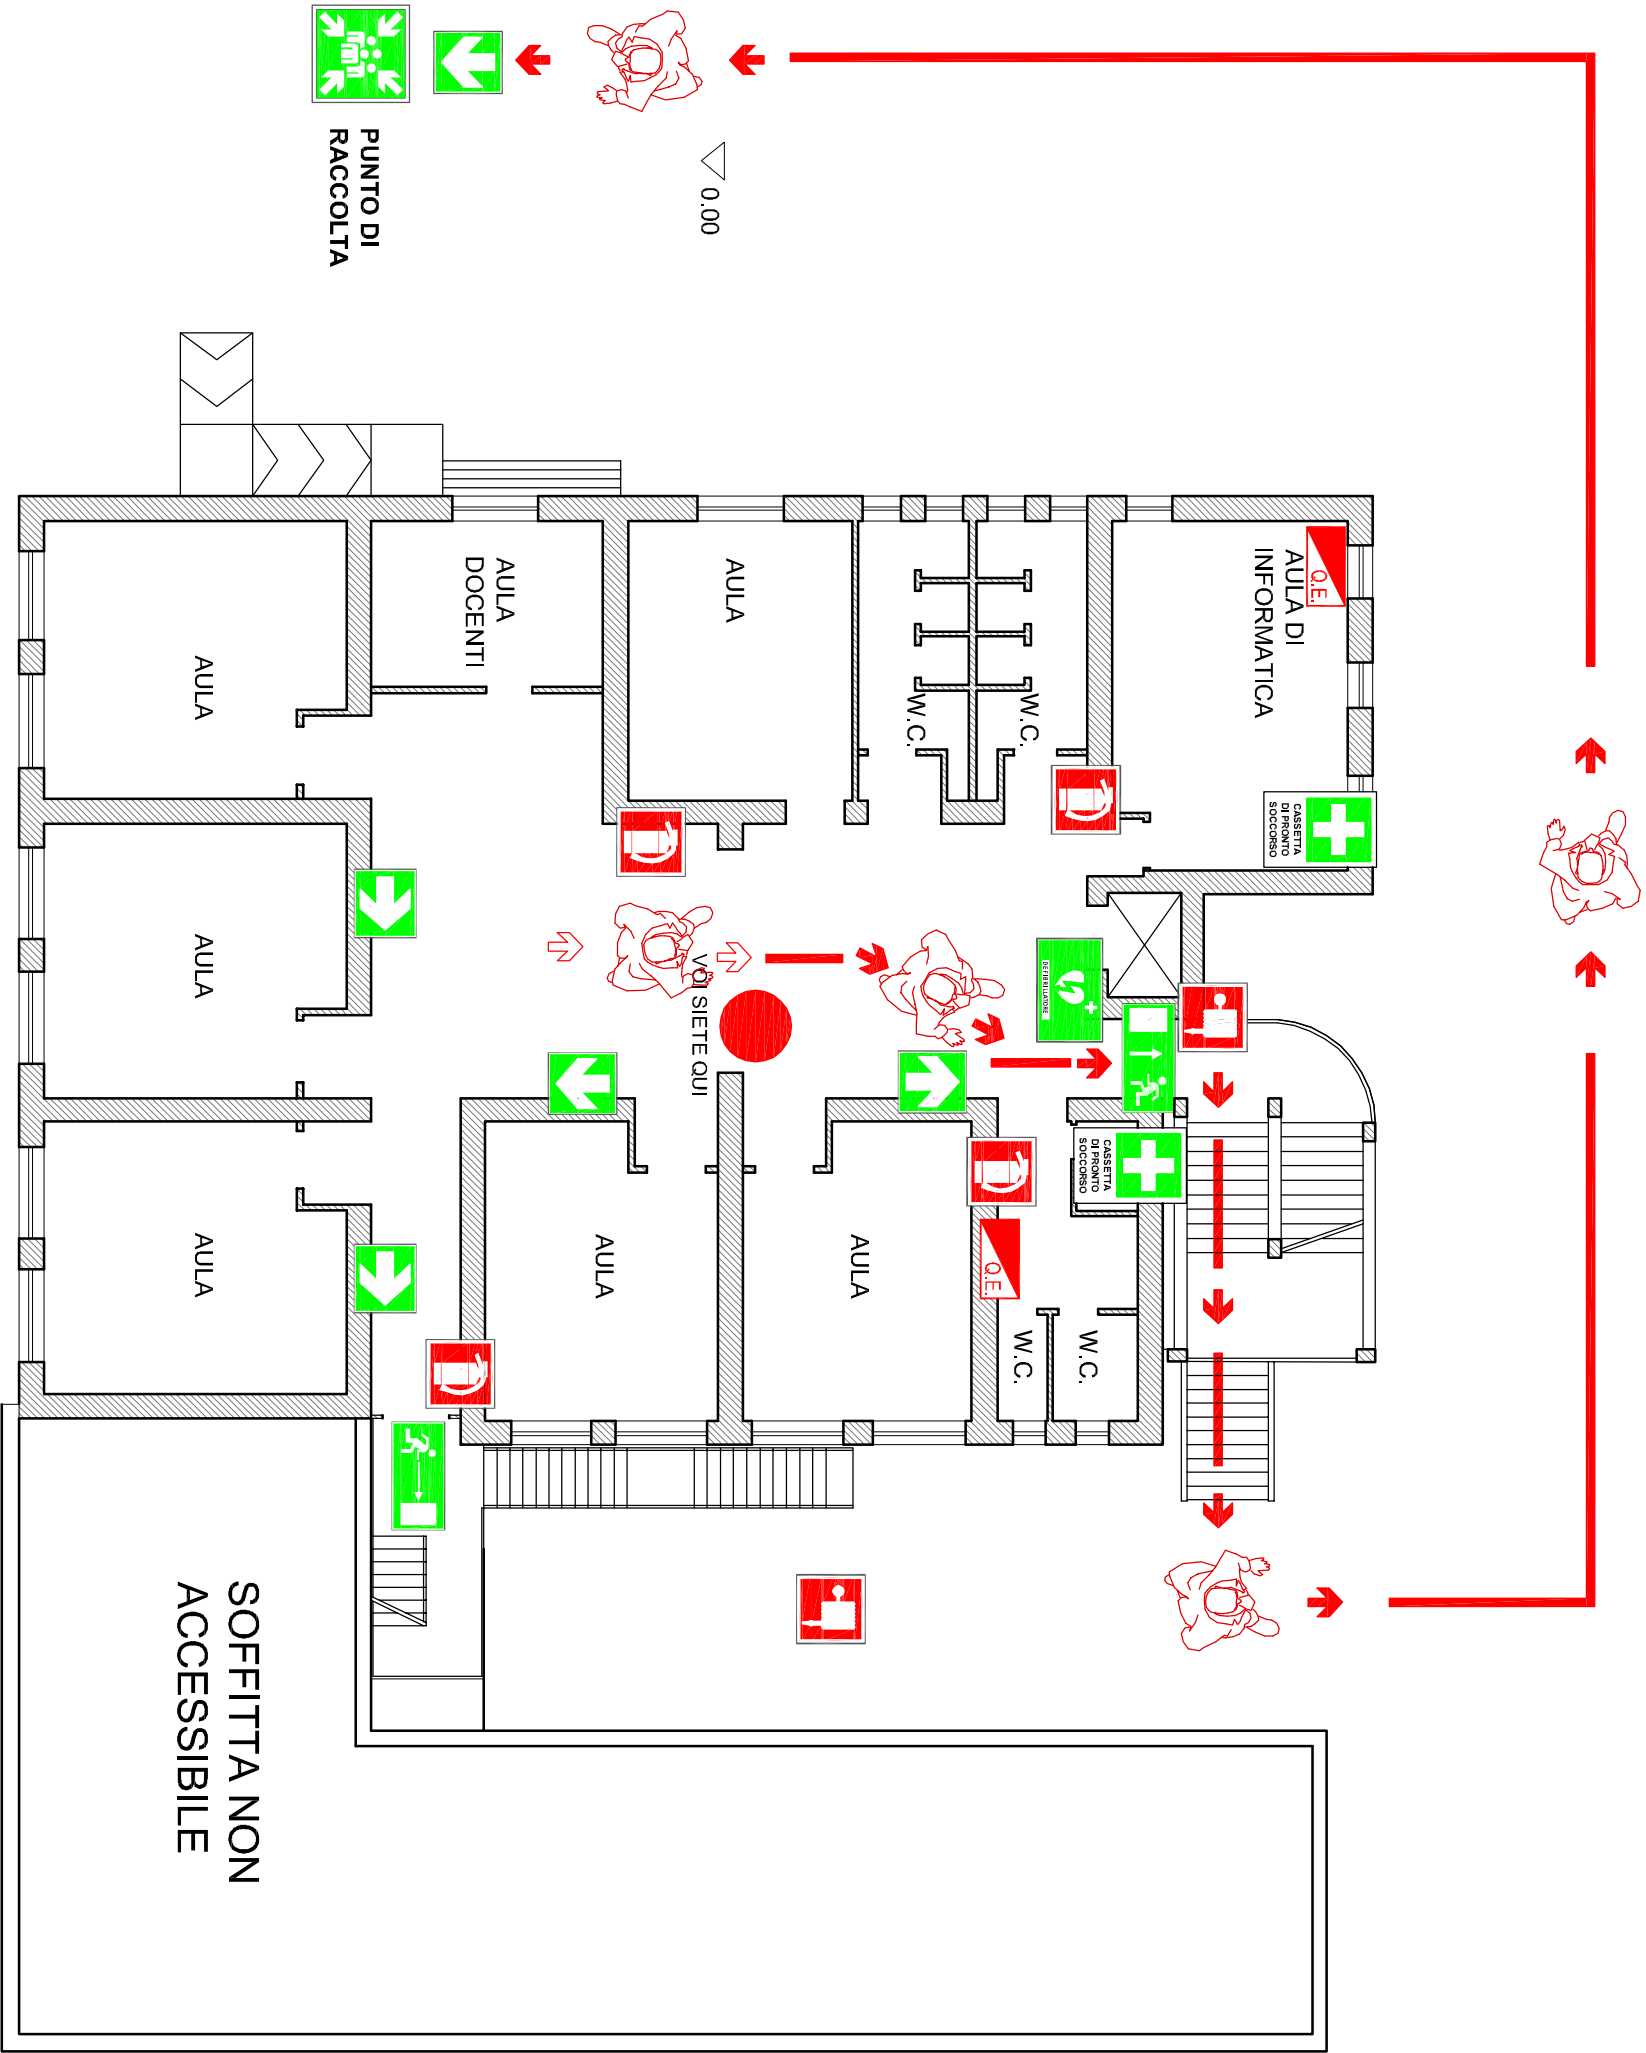 PUNTO DI
RACCOLTA
0.00
AULA DI
INFORMATICA
Q.E.
CASSETTA
DI PRONTO
SOCCORSO
W.C.
W.C.
AULA
AULA
DOCENTI
AULA
DEFIBRILLATORE
VOI SIETE QUI
AULA
CASSETTA
DI PRONTO
SOCCORSO
Q.E.
W.C.
W.C.
AULA
AULA
AULA
SOFFITTA NON
ACCESSIBILE